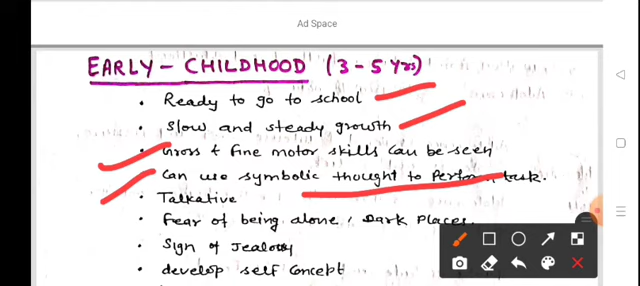 Ad Space
EARLY - CHILDHOOD (3-5 Yrs)
• Ready to go to school
• Slow and steady growth
• Gross + fine motor skills can be seen
• Can use symbolic thought to perform task.
• Talkative
• Fear of being alone, Dark Places.
• Sign of Jealousy
• develop self concept